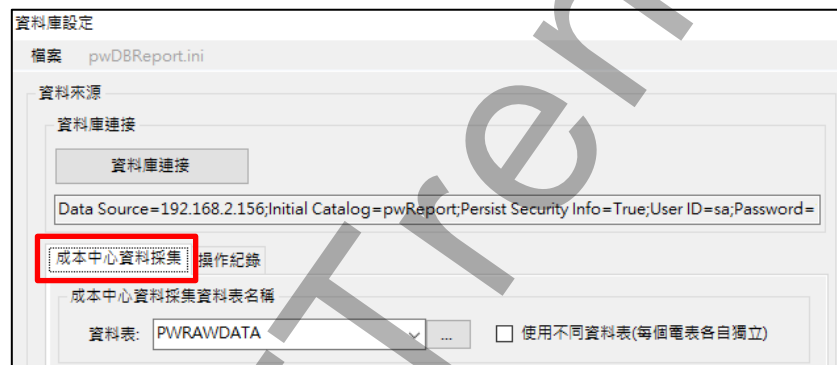 資料庫設定
檔案 pwDBReport.ini
資料來源
資料庫連接
資料庫連接
Data Source=192.168.2.156;Initial Catalog=pwReport;Persist Security Info=True;User ID=sa;Password=
成本中心資料採集 操作紀錄
成本中心資料採集資料表名稱
資料表: PWRAWDATA ... 使用不同資料表(每個電表各自獨立)
Tren